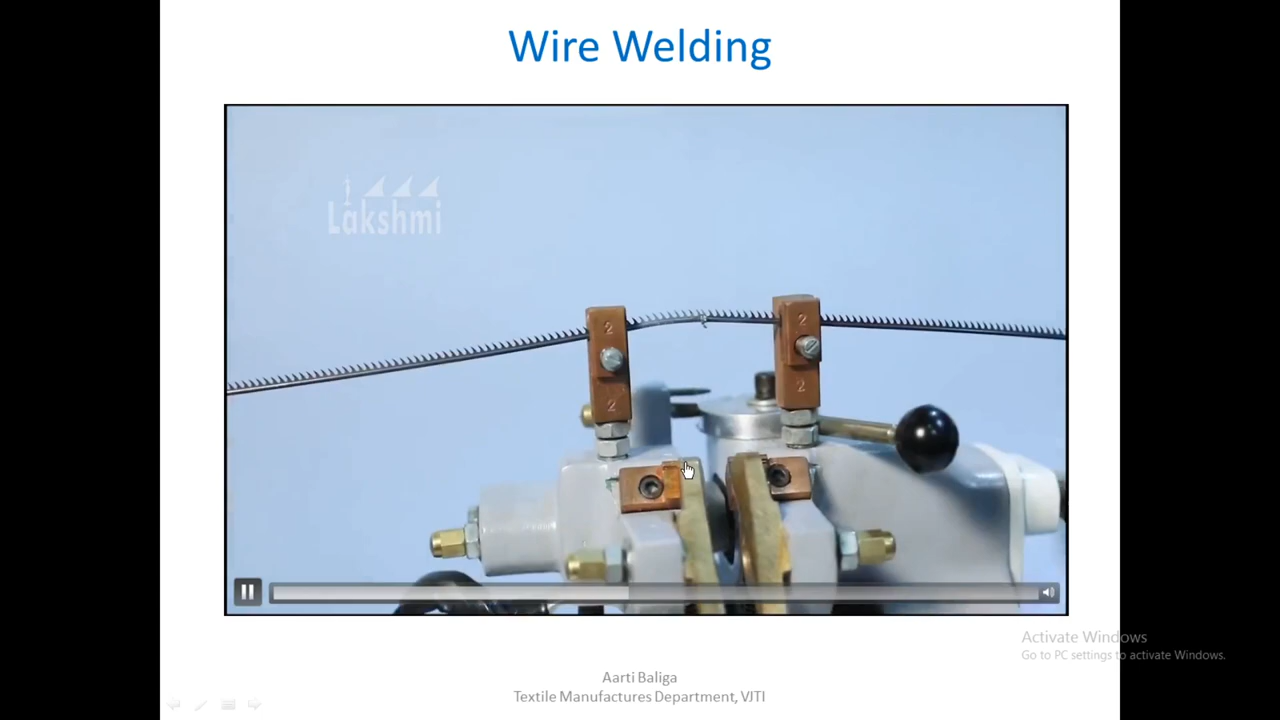 Wire Welding
Lakshmi
2
2
2
2
Activate Windows
Go to PC settings to activate Windows.
Aarti Baliga
Textile Manufactures Department, VJTI